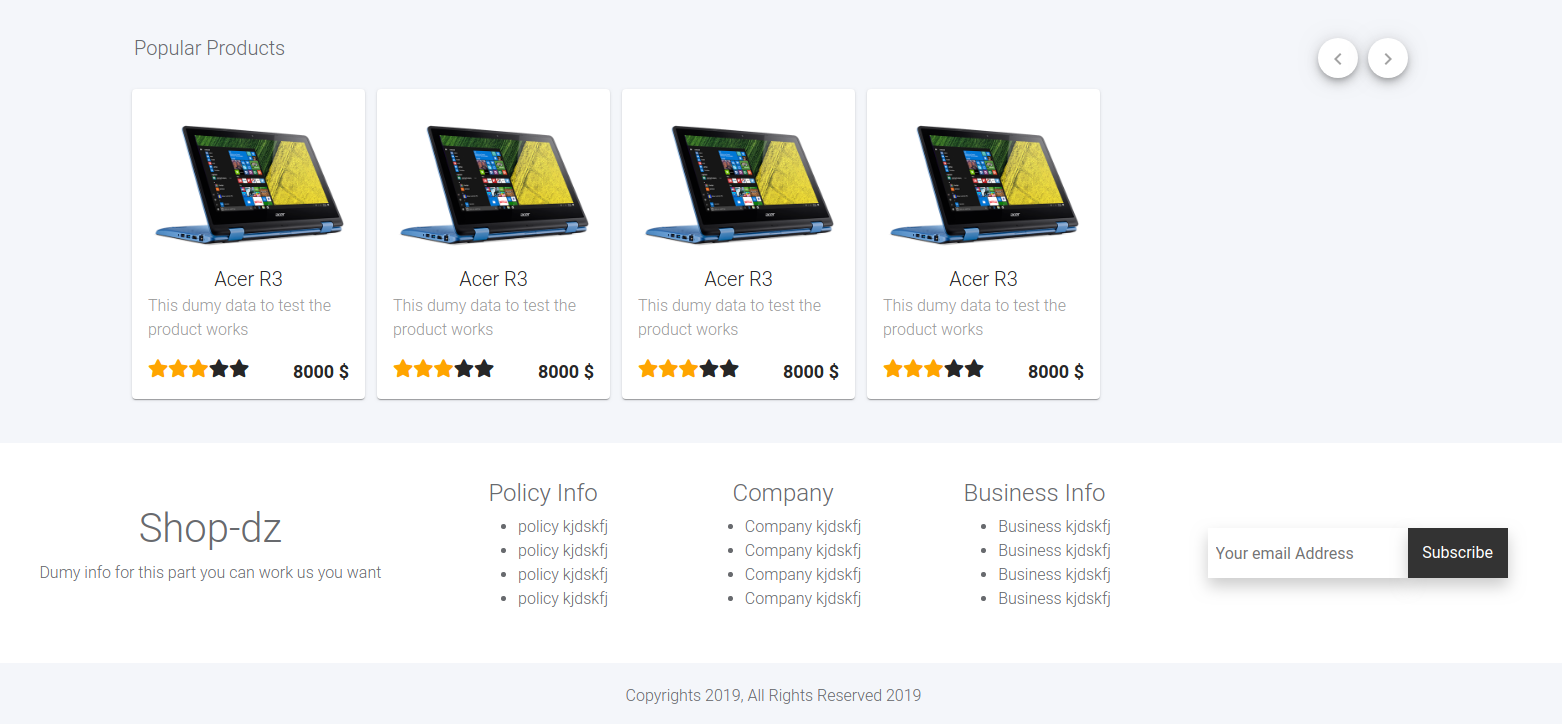 Popular Products
acer
acer
acer
acer
Acer R3
This dumy data to test the
product works
8000 $
Acer R3
This dumy data to test the
product works
8000 $
Acer R3
This dumy data to test the
product works
8000 $
Acer R3
This dumy data to test the
product works
8000 $
Shop-dz
Dumy info for this part you can work us you want
Policy Info
policy kjdskfj
policy kjdskfj
policy kjdskfj
policy kjdskfj
Company
Company kjdskfj
Company kjdskfj
Company kjdskfj
Company kjdskfj
Business Info
Business kjdskfj
Business kjdskfj
Business kjdskfj
Business kjdskfj
Your email Address
Subscribe
Copyrights 2019, All Rights Reserved 2019